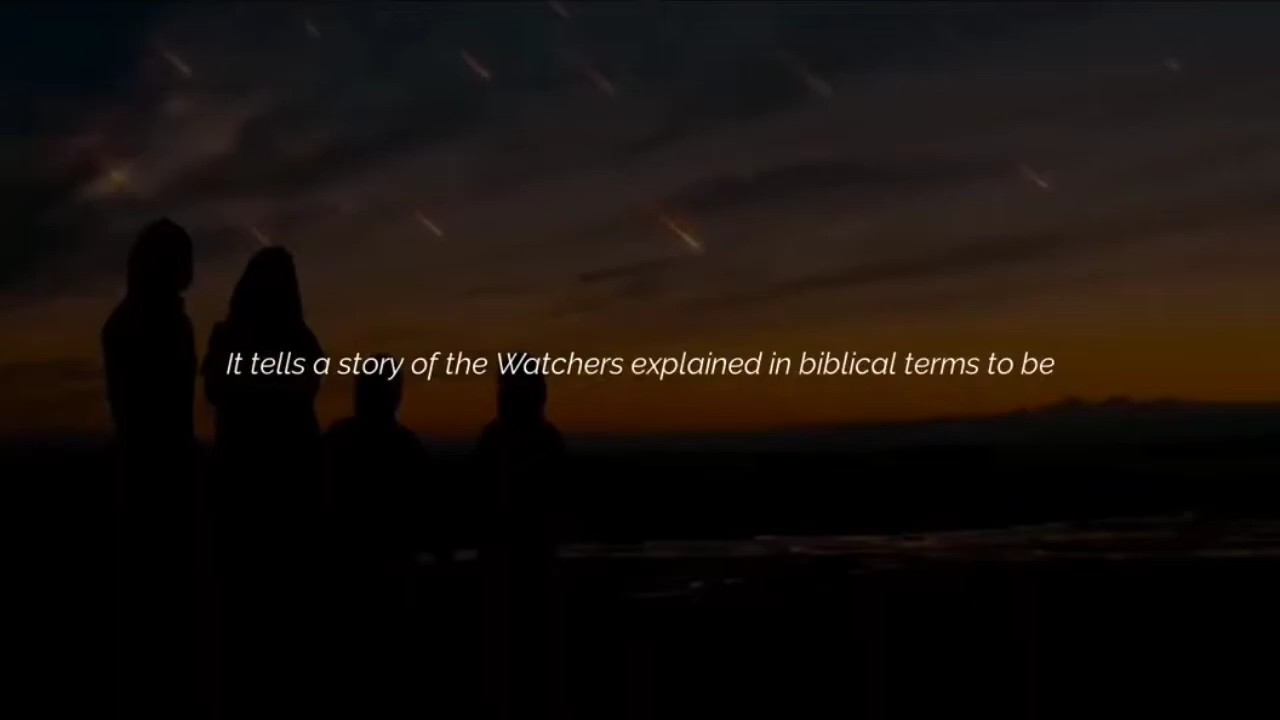 It tells a story of the Watchers explained in biblical terms to be